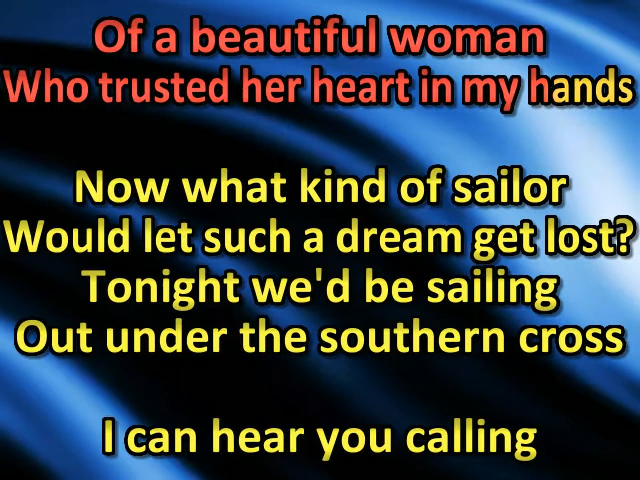 Of a beautiful woman
Who trusted her heart in my hands
Now what kind of sailor
Would let such a dream get lost?
Tonight we'd be sailing
Out under the southern cross
I can hear you calling